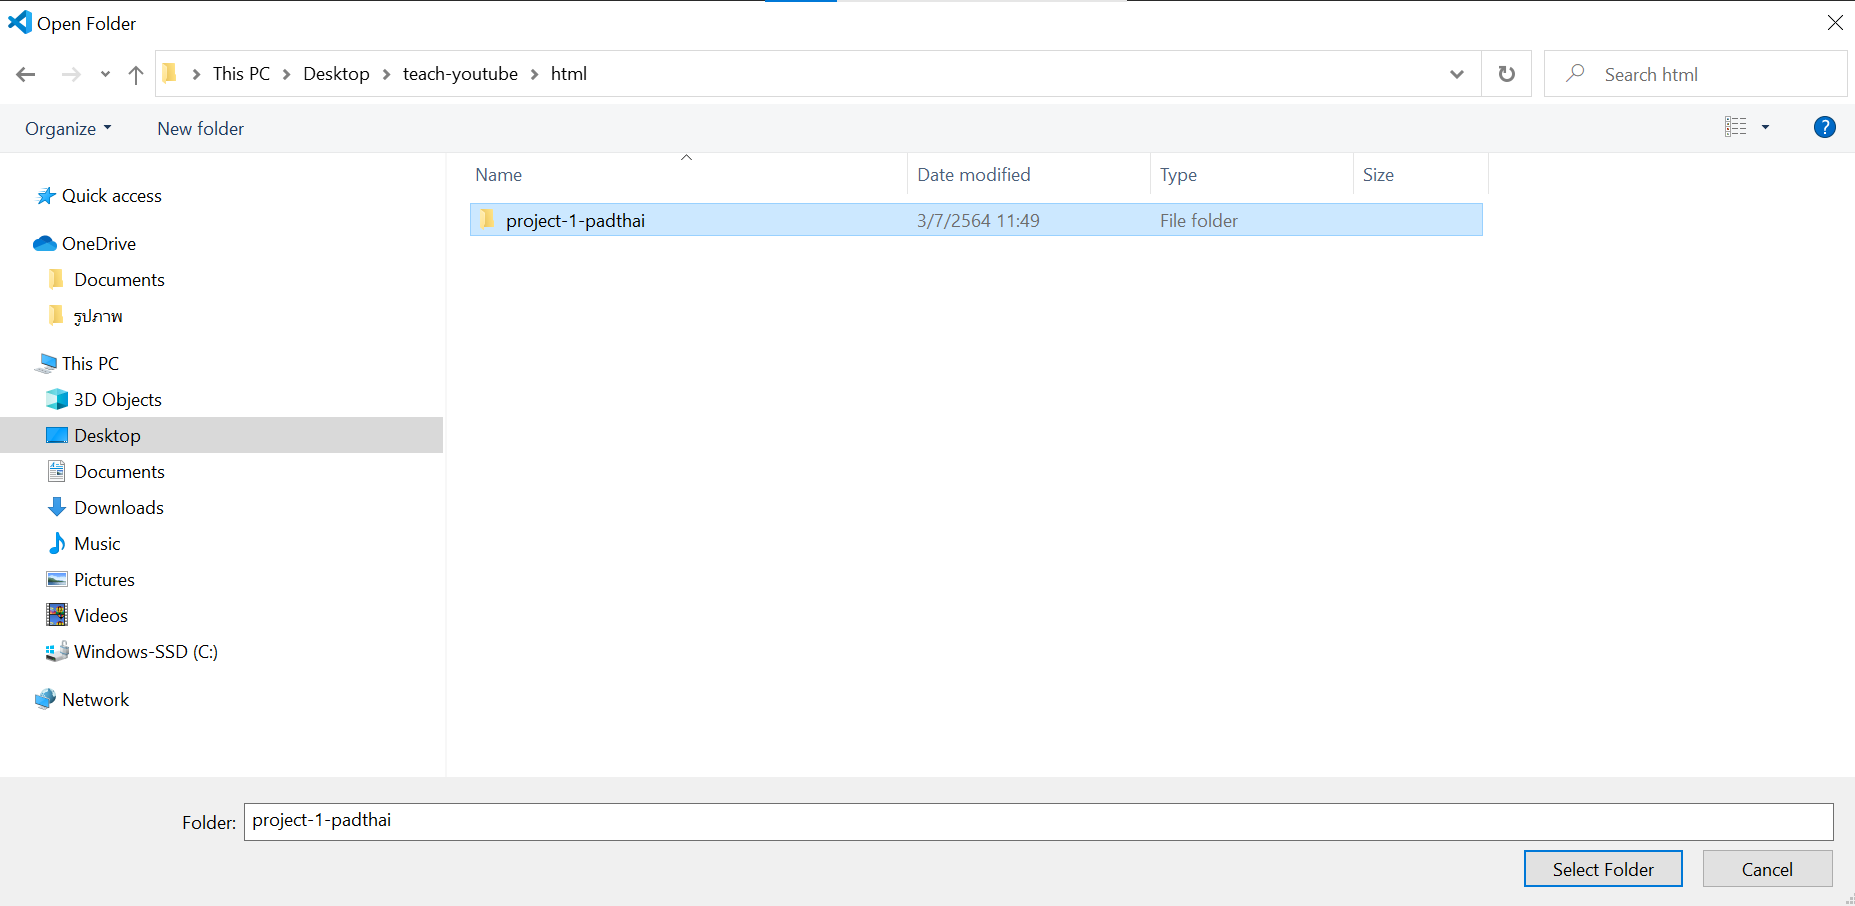 Open Folder
This PC Desktop teach-youtube html
Search html
Organize New folder
?
Name Date modified Type Size
project-1-padthai 3/7/2564 11:49 File folder
Quick access
OneDrive
Documents
รูปภาพ
This PC
3D Objects
Desktop
Documents
Downloads
Music
Pictures
Videos
Windows-SSD (C:)
Network
Folder: project-1-padthai
Select Folder Cancel